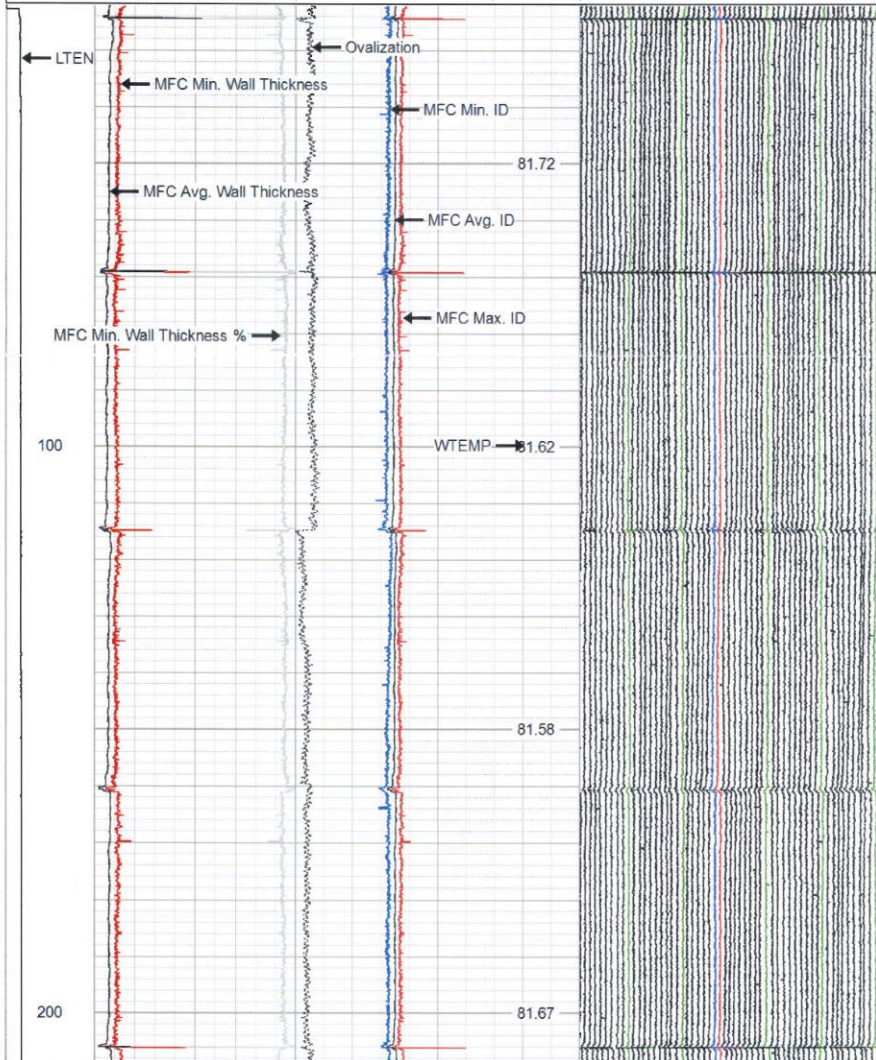 Ovalization
LTEN
MFC Min. Wall Thickness
MFC Min. ID
81.72
MFC Avg. Wall Thickness
MFC Avg. ID
MFC Max. ID
MFC Min. Wall Thickness %
100
WTEMP
81.62
81.58
200
81.67